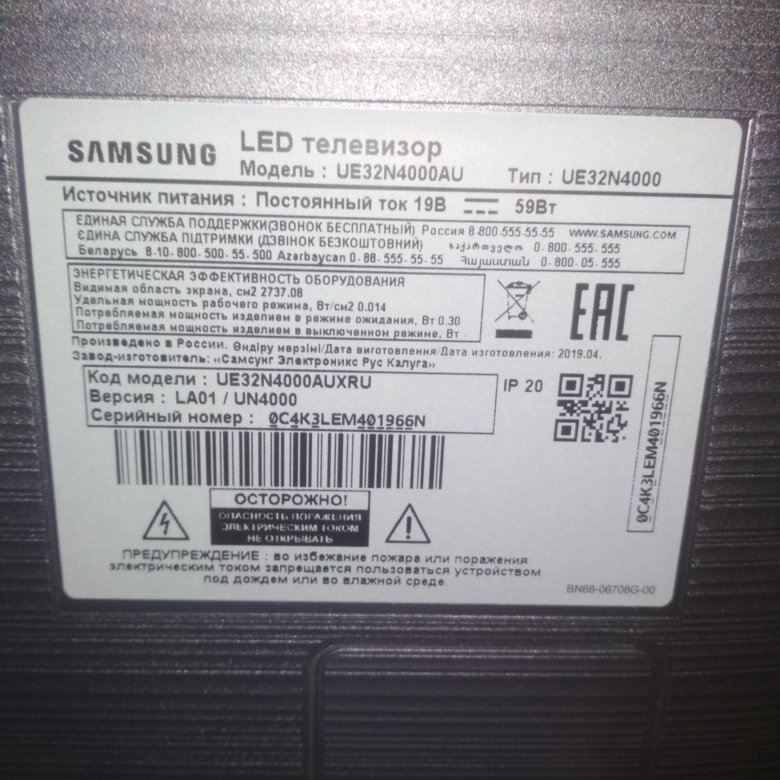 SAMSUNG LED телевизор
Модель : UE32N4000AU Тип : UE32N4000
Источник питания : Постоянный ток 19В 59Вт
ЕДИНАЯ СЛУЖБА ПОДДЕРЖКИ(ЗВОНОК БЕСПЛАТНЫЙ) Россия 8-800-555-55-55 WWW.SAMSUNG.COM
ЄДИНА СЛУЖБА ПІДТРИМКИ (ДЗВІНОК БЕЗКОШТОВНИЙ) საქართველო 0-800-555-555
Беларусь 8-10-800-500-55-500 Azərbaycan 0-88-555-55-55 Հայաստան 0-800-05-555
ЭНЕРГЕТИЧЕСКАЯ ЭФФЕКТИВНОСТЬ ОБОРУДОВАНИЯ
Видимая область экрана, см2 2737.08
Удельная мощность рабочего режима, Вт/см2 0.014
Потребляемая мощность изделием в режиме ожидания, Вт 0.30
Потребляемая мощность изделием в выключенном режиме, Вт -
EAC
Произведено в России. Өндіру мерзімі/Дата виготовлення/Дата изготовления: 2019.04.
Завод-изготовитель: «Самсунг Электроникс Рус Калуга»
Код модели : UE32N4000AUXRU
Версия : LA01 / UN4000
Серийный номер : 0C4K3LEM401966N
IP 20
0C4K3LEM401966N
ОСТОРОЖНО!
ОПАСНОСТЬ ПОРАЖЕНИЯ
ЭЛЕКТРИЧЕСКИМ ТОКОМ
НЕ ОТКРЫВАТЬ
ПРЕДУПРЕЖДЕНИЕ : во избежание пожара или поражения
электрическим током запрещается пользоваться устройством
под дождем или во влажной среде.
BN68-06708G-00